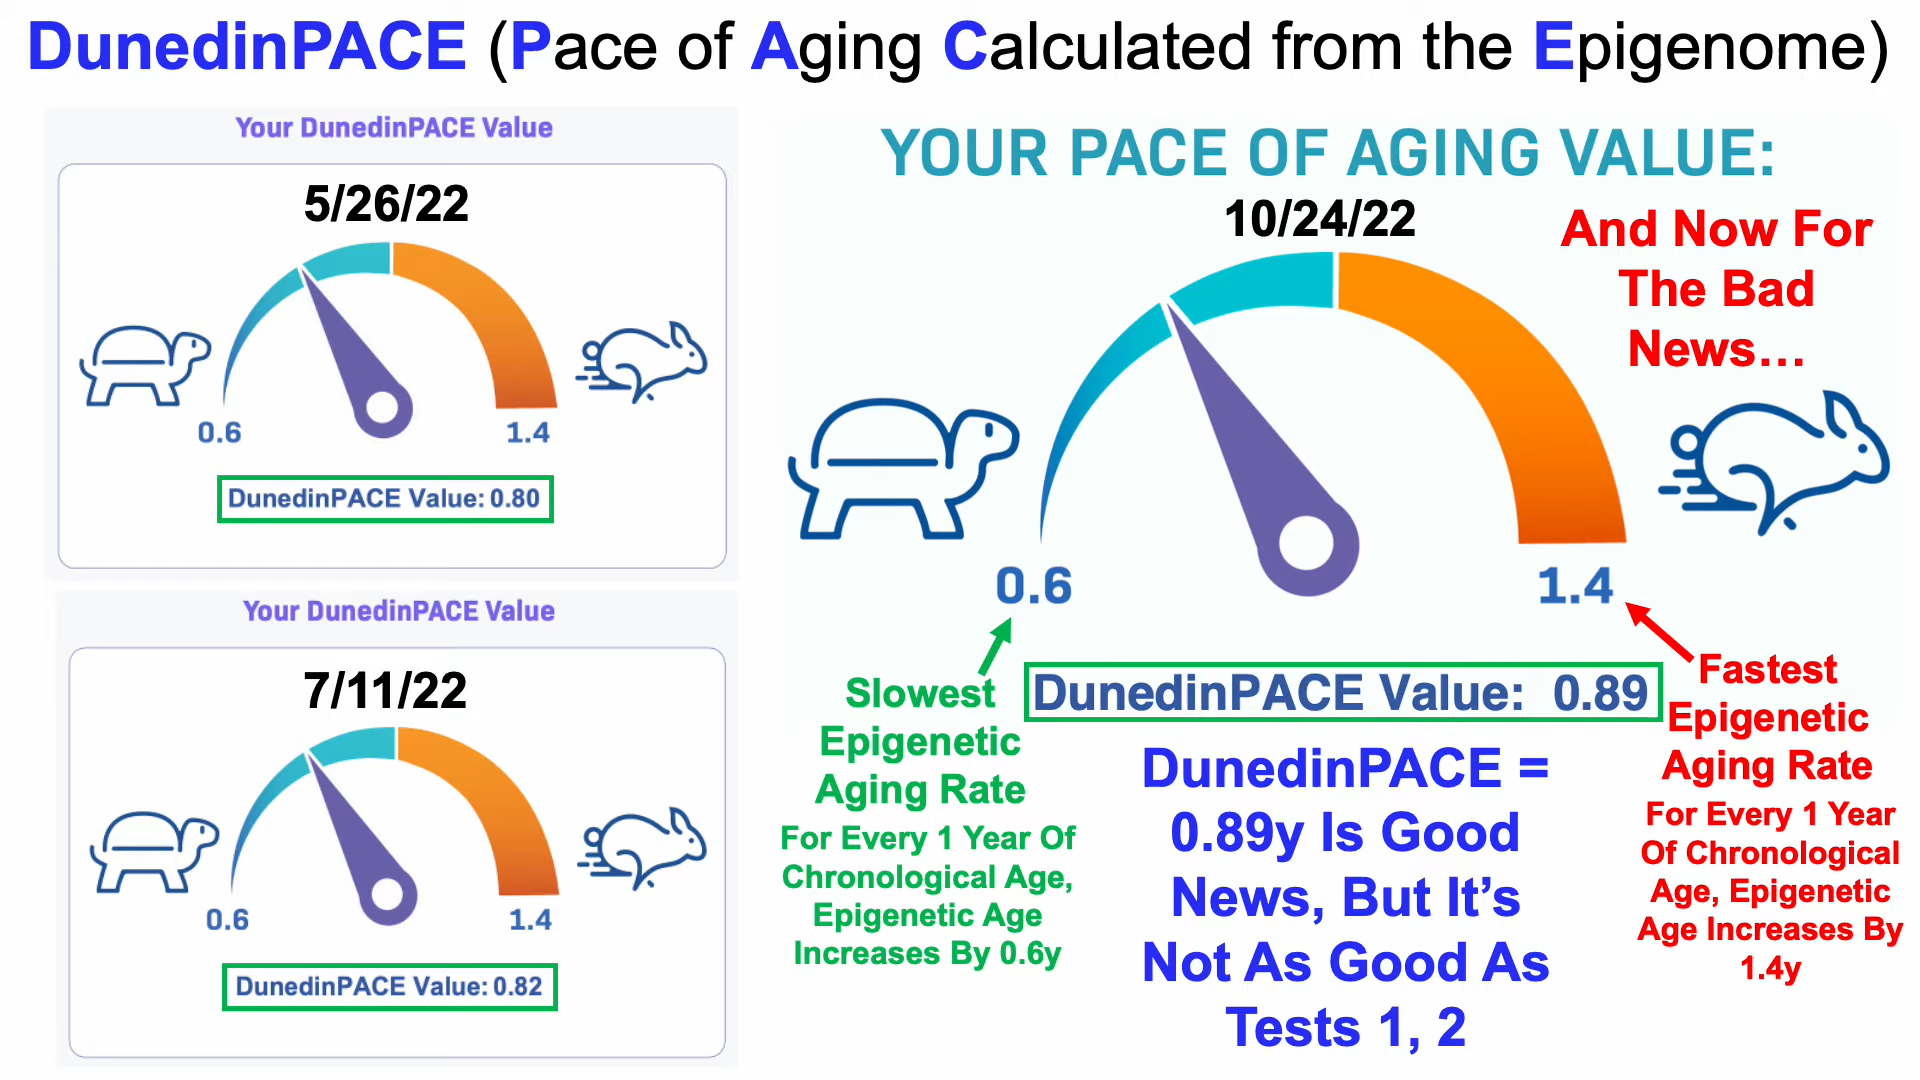 DunedinPACE (Pace of Aging Calculated from the Epigenome)
Your DunedinPACE Value
5/26/22
0.6
1.4
DunedinPACE Value: 0.80
Your DunedinPACE Value
7/11/22
0.6
1.4
DunedinPACE Value: 0.82
YOUR PACE OF AGING VALUE:
10/24/22
And Now For
The Bad
News...
0.6
1.4
DunedinPACE Value: 0.89
Slowest
Epigenetic
Aging Rate
For Every 1 Year Of
Chronological Age,
Epigenetic Age
Increases By 0.6y
DunedinPACE =
0.89y Is Good
News, But It’s
Not As Good As
Tests 1, 2
Fastest
Epigenetic
Aging Rate
For Every 1 Year
Of Chronological
Age, Epigenetic
Age Increases By
1.4y